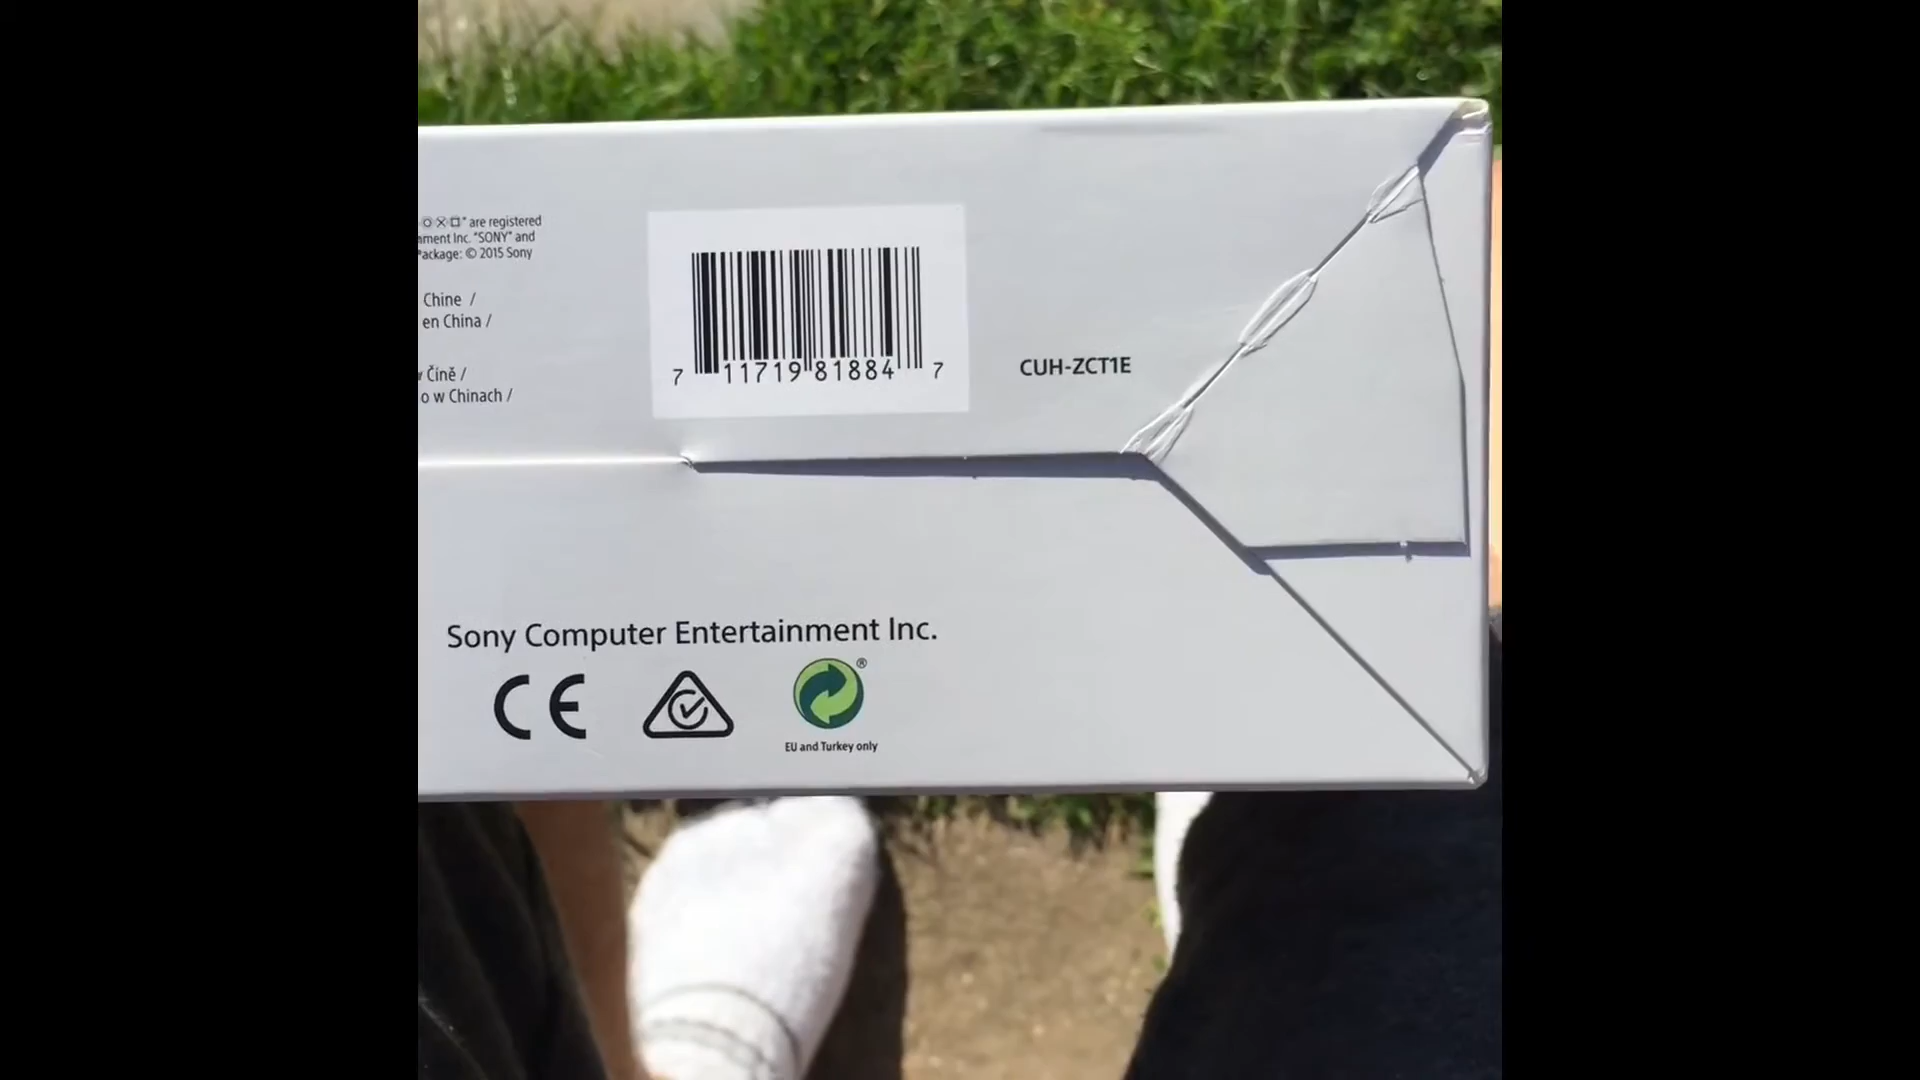 ○✕□" are registered
ment Inc. "SONY" and
ackage: © 2015 Sony
Chine /
en China /
Čině /
o w Chinach /
7 11719 81884 7
CUH-ZCT1E
Sony Computer Entertainment Inc.
CE
®
EU and Turkey only